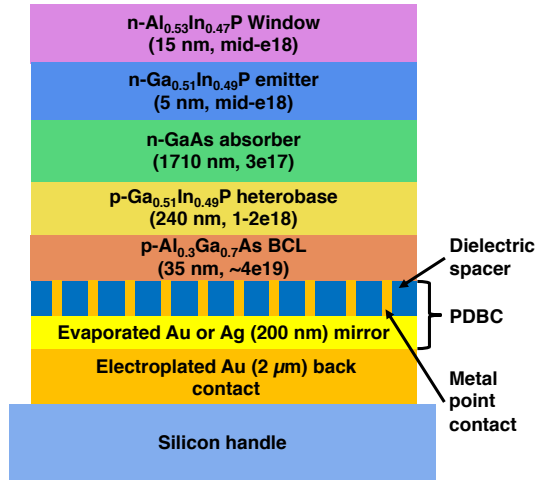 n-Al₀.₅₃In₀.₄₇P Window
(15 nm, mid-e18)
n-Ga₀.₅₁In₀.₄₉P emitter
(5 nm, mid-e18)
n-GaAs absorber
(1710 nm, 3e17)
p-Ga₀.₅₁In₀.₄₉P heterobase
(240 nm, 1-2e18)
p-Al₀.₃Ga₀.₇As BCL
(35 nm, ~4e19)
Dielectric
spacer
PDBC
Evaporated Au or Ag (200 nm) mirror
Electroplated Au (2 µm) back
contact
Metal
point
contact
Silicon handle